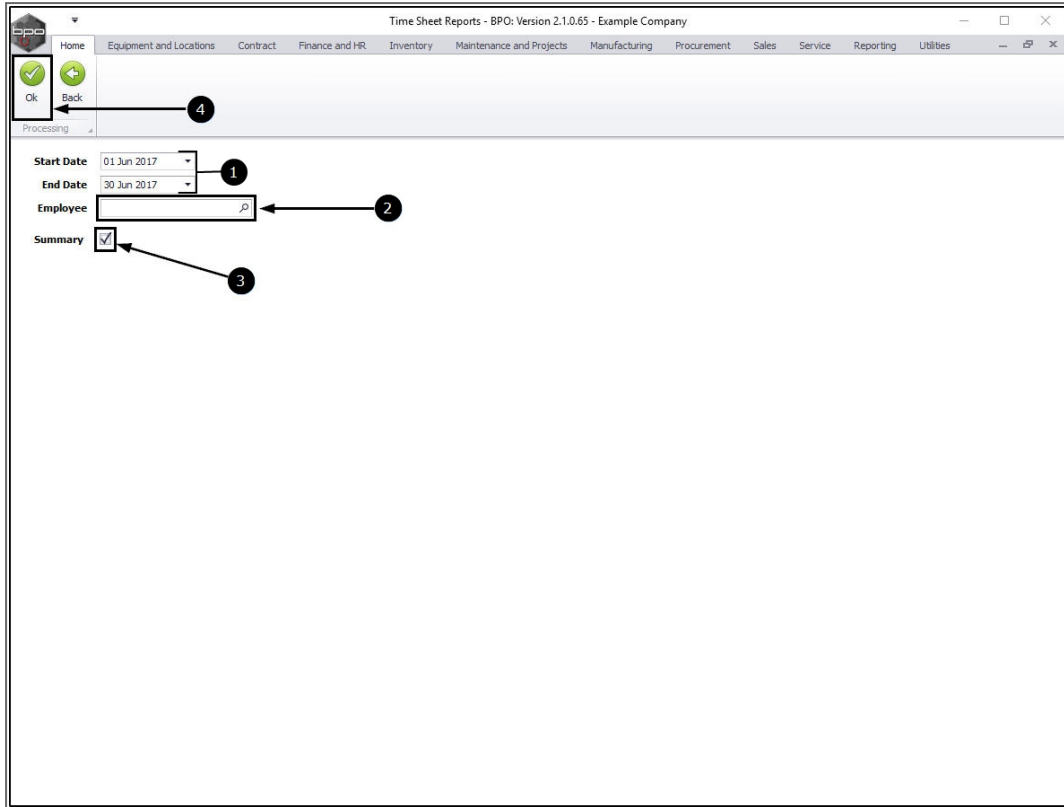 Time Sheet Reports - BPO: Version 2.1.0.65 - Example Company
bpo
Home Equipment and Locations Contract Finance and HR Inventory Maintenance and Projects Manufacturing Procurement Sales Service Reporting Utilities
Ok Back
4
Processing
Start Date 01 Jun 2017
1
End Date 30 Jun 2017
Employee
2
Summary
3